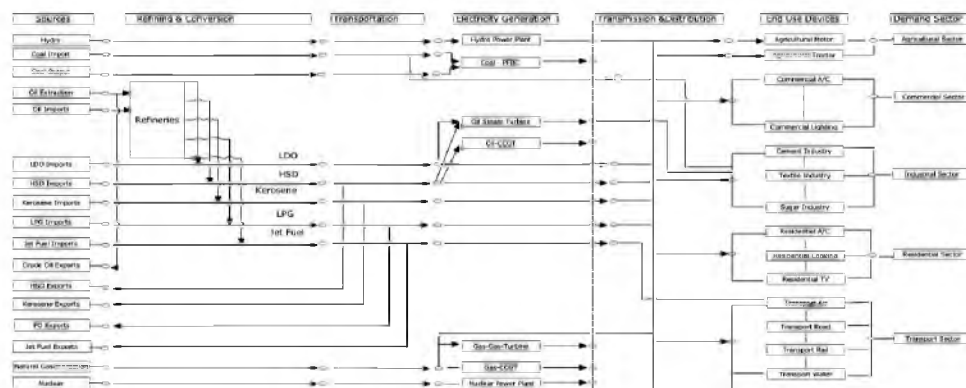 Sources
Refining & Conversion
Transportation
Electricity Generation
Transmission & Distribution
End Use Devices
Demand Sector
Hydro
Coal Import
Coal Output
Oil Extraction
Oil Imports
Refineries
LDO Imports
HSD Imports
Kerosene Imports
LPG Imports
Jet Fuel Imports
Crude Oil Exports
HSD Exports
Kerosene Exports
FO Exports
Jet Fuel Exports
Nuclear
LDO
HSD
Kerosene
LPG
Jet Fuel
Hydro Power Plant
Coal - PFBC
Oil Steam Turbine
Oil-CCGT
Gas-Gas-Turbine
Gas-CCGT
Nuclear Power Plant
Agricultural Motor
Agricultural Tractor
Commercial A/C
Commercial Lighting
Cement Industry
Textile Industry
Sugar Industry
Residential A/C
Residential Cooking
Residential TV
Transport Air
Transport Road
Transport Rail
Transport Water
Agricultural Sector
Commercial Sector
Industrial Sector
Residential Sector
Transport Sector